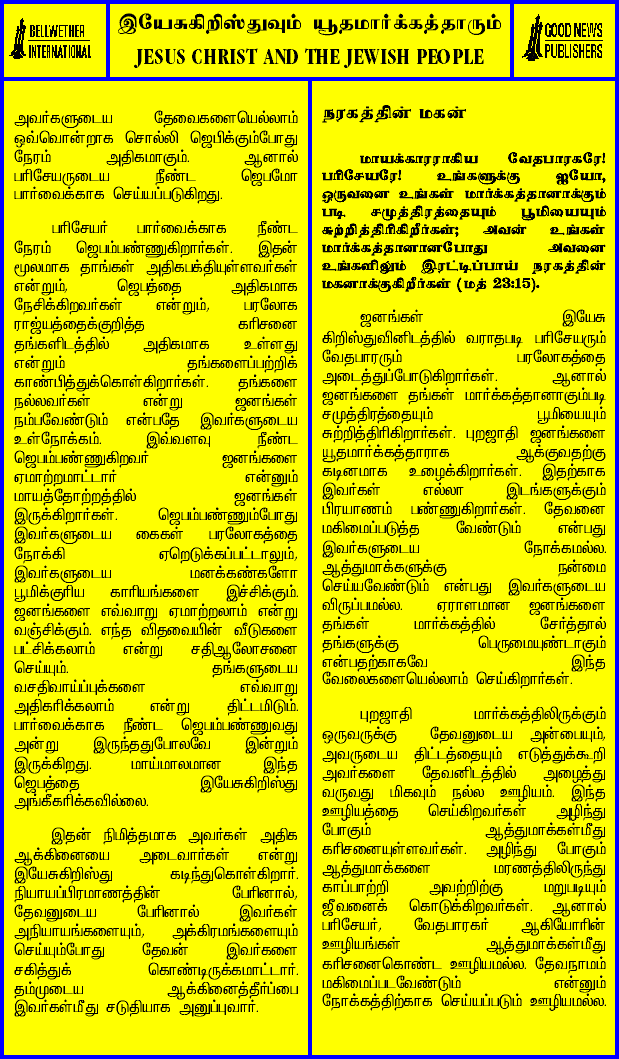 BELLWETHER
INTERNATIONAL
இயேசுகிறிஸ்துவும் யூதமார்க்கத்தாரும்
JESUS CHRIST AND THE JEWISH PEOPLE
GOOD NEWS
PUBLISHERS
அவர்களுடைய தேவைகளையெல்லாம்
ஒவ்வொன்றாக சொல்லி ஜெபிக்கும்போது
நேரம் அதிகமாகும். ஆனால்
பரிசேயருடைய நீண்ட ஜெபமோ
பார்வைக்காக செய்யப்படுகிறது.
பரிசேயர் பார்வைக்காக நீண்ட
நேரம் ஜெபம்பண்ணுகிறார்கள். இதன்
மூலமாக தாங்கள் அதிகபக்தியுள்ளவர்கள்
என்றும், ஜெபத்தை அதிகமாக
நேசிக்கிறவர்கள் என்றும், பரலோக
ராஜ்யத்தைக்குறித்த கரிசனை
தங்களிடத்தில் அதிகமாக உள்ளது
என்றும் தங்களைப்பற்றிக்
காண்பித்துக்கொள்கிறார்கள். தங்களை
நல்லவர்கள் என்று ஜனங்கள்
நம்பவேண்டும் என்பதே இவர்களுடைய
உள்நோக்கம். இவ்வளவு நீண்ட
ஜெபம்பண்ணுகிறவர் ஜனங்களை
ஏமாற்றமாட்டார் என்னும்
மாயத்தோற்றத்தில் ஜனங்கள்
இருக்கிறார்கள். ஜெபம்பண்ணும்போது
இவர்களுடைய கைகள் பரலோகத்தை
நோக்கி ஏறெடுக்கப்பட்டாலும்,
இவர்களுடைய மனக்கண்களோ
பூமிக்குரிய காரியங்களை இச்சிக்கும்.
ஜனங்களை எவ்வாறு ஏமாற்றலாம் என்று
வஞ்சிக்கும். எந்த விதவையின் வீடுகளை
பட்சிக்கலாம் என்று சதிஆலோசனை
செய்யும். தங்களுடைய
வசதிவாய்ப்புக்களை எவ்வாறு
அதிகரிக்கலாம் என்று திட்டமிடும்.
பார்வைக்காக நீண்ட ஜெபம்பண்ணுவது
அன்று இருந்ததுபோலவே இன்றும்
இருக்கிறது. மாய்மாலமான இந்த
ஜெபத்தை இயேசுகிறிஸ்து
அங்கீகரிக்கவில்லை.
இதன் நிமித்தமாக அவர்கள் அதிக
ஆக்கினையை அடைவார்கள் என்று
இயேசுகிறிஸ்து கடிந்துகொள்கிறார்.
நியாயப்பிரமாணத்தின் பேரினால்,
தேவனுடைய பேரினால் இவர்கள்
அநியாயங்களையும், அக்கிரமங்களையும்
செய்யும்போது தேவன் இவர்களை
சகித்துக் கொண்டிருக்கமாட்டார்.
தம்முடைய ஆக்கினைத்தீர்ப்பை
இவர்கள்மீது சடுதியாக அனுப்புவார்.
நரகத்தின் மகன்
மாயக்காரராகிய வேதபாரகரே!
பரிசேயரே! உங்களுக்கு ஐயோ,
ஒருவனை உங்கள் மார்க்கத்தானாக்கும்
படி சமுத்திரத்தையும் பூமியையும்
சுற்றித்திரிகிறீர்கள்; அவன் உங்கள்
மார்க்கத்தானானபோது அவனை
உங்களிலும் இரட்டிப்பாய் நரகத்தின்
மகனாக்குகிறீர்கள் (மத் 23:15).
ஜனங்கள் இயேசு
கிறிஸ்துவினிடத்தில் வராதபடி பரிசேயரும்
வேதபாரரும் பரலோகத்தை
அடைத்துப்போடுகிறார்கள். ஆனால்
ஜனங்களை தங்கள் மார்க்கத்தானாகும்படி
சமுத்திரத்தையும் பூமியையும்
சுற்றித்திரிகிறார்கள். புறஜாதி ஜனங்களை
யூதமார்க்கத்தாராக ஆக்குவதற்கு
கடினமாக உழைக்கிறார்கள். இதற்காக
இவர்கள் எல்லா இடங்களுக்கும்
பிரயாணம் பண்ணுகிறார்கள். தேவனை
மகிமைப்படுத்த வேண்டும் என்பது
இவர்களுடைய நோக்கமல்ல.
ஆத்துமாக்களுக்கு நன்மை
செய்யவேண்டும் என்பது இவர்களுடைய
விருப்பமல்ல. ஏராளமான ஜனங்களை
தங்கள் மார்க்கத்தில் சேர்த்தால்
தங்களுக்கு பெருமையுண்டாகும்
என்பதற்காகவே இந்த
வேலைகளையெல்லாம் செய்கிறார்கள்.
புறஜாதி மார்க்கத்திலிருக்கும்
ஒருவருக்கு தேவனுடைய அன்பையும்,
அவருடைய திட்டத்தையும் எடுத்துக்கூறி
அவர்களை தேவனிடத்தில் அழைத்து
வருவது மிகவும் நல்ல ஊழியம். இந்த
ஊழியத்தை செய்கிறவர்கள் அழிந்து
போகும் ஆத்துமாக்கள்மீது
கரிசனையுள்ளவர்கள். அழிந்து போகும்
ஆத்துமாக்களை மரணத்திலிருந்து
காப்பாற்றி அவற்றிற்கு மறுபடியும்
ஜீவனைக் கொடுக்கிறவர்கள். ஆனால்
பரிசேயர், வேதபாரகர் ஆகியோரின்
ஊழியங்கள் ஆத்துமாக்கள்மீது
கரிசனைகொண்ட ஊழியமல்ல. தேவநாமம்
மகிமைப்படவேண்டும் என்னும்
நோக்கத்திற்காக செய்யப்படும் ஊழியமல்ல.